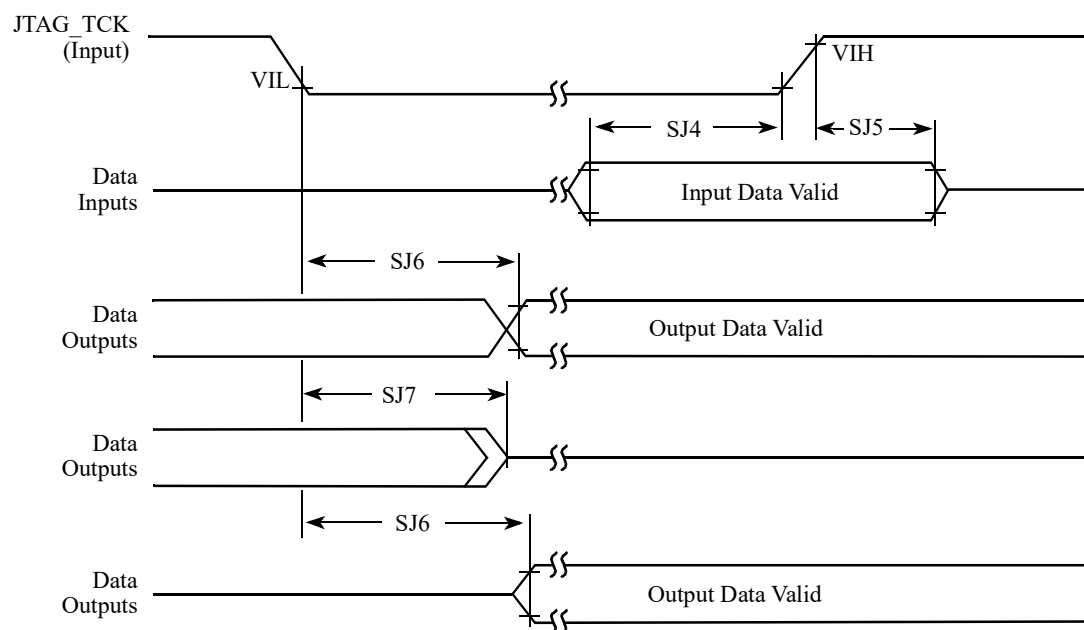 JTAG_TCK
(Input)
VIL
VIH
SJ4
SJ5
Data
Inputs
Input Data Valid
SJ6
Data
Outputs
Output Data Valid
SJ7
Data
Outputs
SJ6
Data
Outputs
Output Data Valid